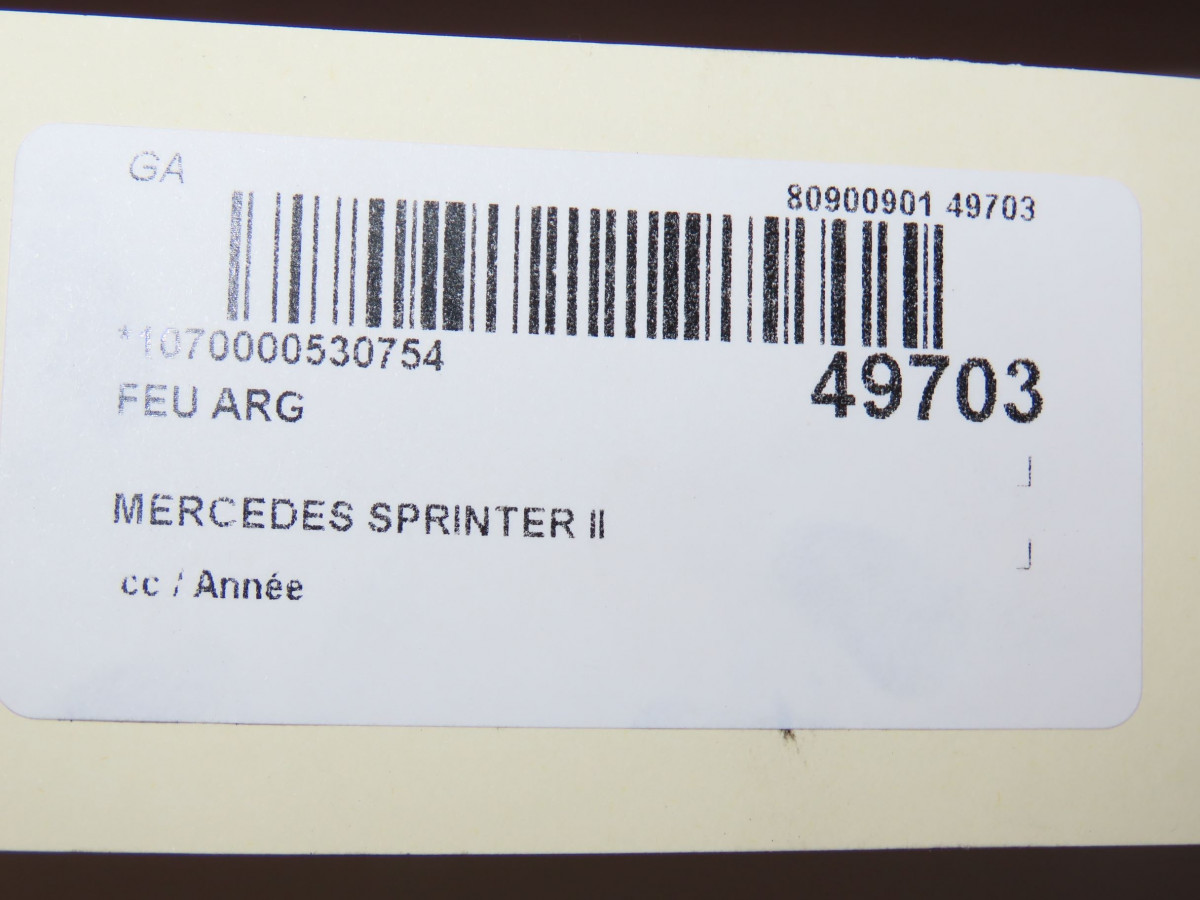 GA
80900901 49703
*1070000530754
49703
FEU ARG
MERCEDES SPRINTER II
cc / Année